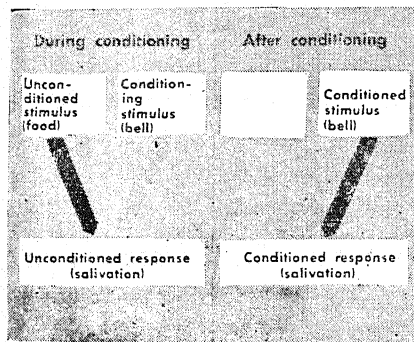 During conditioning
After conditioning
Uncon-
ditioned
stimulus
(food)
Condition-
ing
stimulus
(bell)
Conditioned
stimulus
(bell)
Unconditioned response
(salivation)
Conditioned response
(salivation)